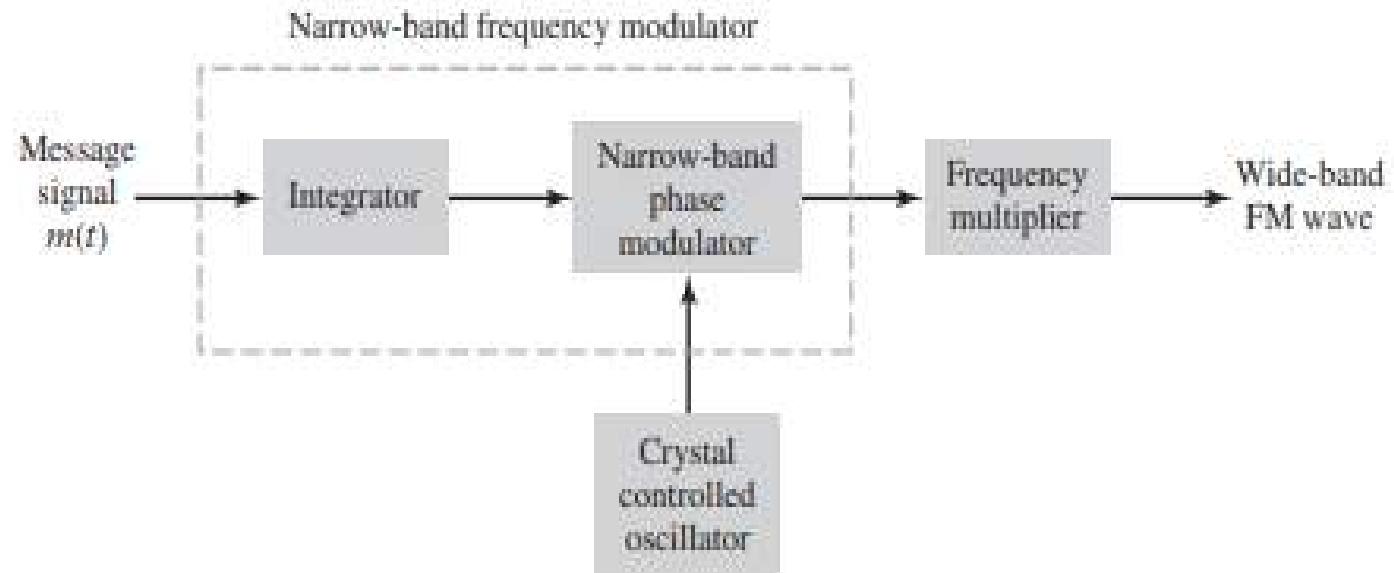 Narrow-band frequency modulator
Message
signal
m(t)
Integrator
Narrow-band
phase
modulator
Frequency
multiplier
Wide-band
FM wave
Crystal
controlled
oscillator